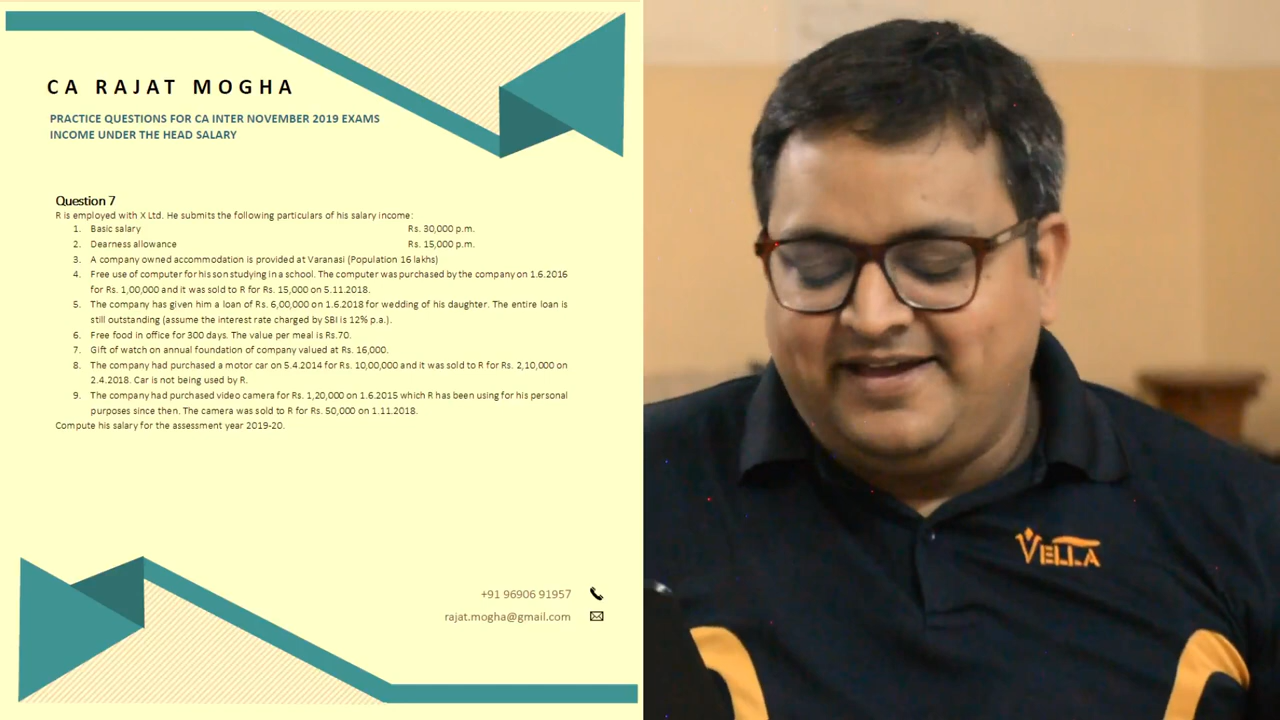 CA RAJAT MOGHA
PRACTICE QUESTIONS FOR CA INTER NOVEMBER 2019 EXAMS
INCOME UNDER THE HEAD SALARY
Question 7
R is employed with X Ltd. He submits the following particulars of his salary income:
1. Basic salary Rs. 30,000 p.m.
2. Dearness allowance Rs. 15,000 p.m.
3. A company owned accommodation is provided at Varanasi (Population 16 lakhs)
4. Free use of computer for his son studying in a school. The computer was purchased by the company on 1.6.2016
for Rs. 1,00,000 and it was sold to R for Rs. 15,000 on 5.11.2018.
5. The company has given him a loan of Rs. 6,00,000 on 1.6.2018 for wedding of his daughter. The entire loan is
still outstanding (assume the interest rate charged by SBI is 12% p.a.).
6. Free food in office for 300 days. The value per meal is Rs.70.
7. Gift of watch on annual foundation of company valued at Rs. 16,000.
8. The company had purchased a motor car on 5.4.2014 for Rs. 10,00,000 and it was sold to R for Rs. 2,10,000 on
2.4.2018. Car is not being used by R.
9. The company had purchased video camera for Rs. 1,20,000 on 1.6.2015 which R has been using for his personal
purposes since then. The camera was sold to R for Rs. 50,000 on 1.11.2018.
Compute his salary for the assessment year 2019-20.
+91 96906 91957
rajat.mogha@gmail.com
VELLA